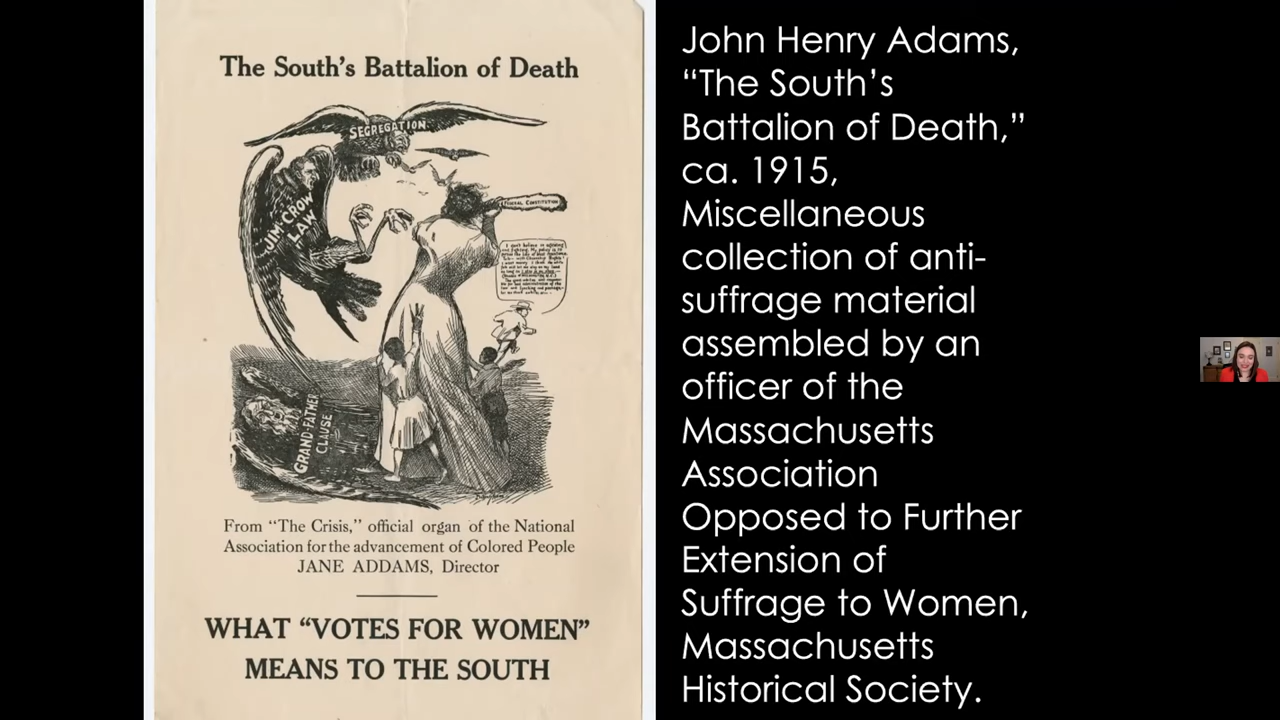 The South's Battalion of Death
SEGREGATION
JIM-CROW
LAW
FEDERAL CONSTITUTION
GRAND-FATHER
CLAUSE
From “The Crisis,” official organ of the National
Association for the advancement of Colored People
JANE ADDAMS, Director
WHAT “VOTES FOR WOMEN”
MEANS TO THE SOUTH
John Henry Adams,
“The South’s
Battalion of Death,”
ca. 1915,
Miscellaneous
collection of anti-
suffrage material
assembled by an
officer of the
Massachusetts
Association
Opposed to Further
Extension of
Suffrage to Women,
Massachusetts
Historical Society.